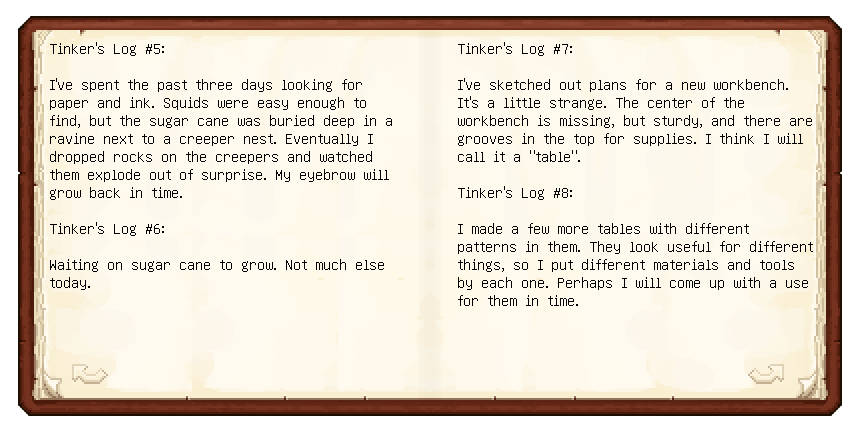 Tinker's Log #5:
I've spent the past three days looking for
paper and ink. Squids were easy enough to
find, but the sugar cane was buried deep in a
ravine next to a creeper nest. Eventually I
dropped rocks on the creepers and watched
them explode out of surprise. My eyebrow will
grow back in time.
Tinker's Log #6:
Waiting on sugar cane to grow. Not much else
today.
Tinker's Log #7:
I've sketched out plans for a new workbench.
It's a little strange. The center of the
workbench is missing, but sturdy, and there are
grooves in the top for supplies. I think I will
call it a "table".
Tinker's Log #8:
I made a few more tables with different
patterns in them. They look useful for different
things, so I put different materials and tools
by each one. Perhaps I will come up with a use
for them in time.